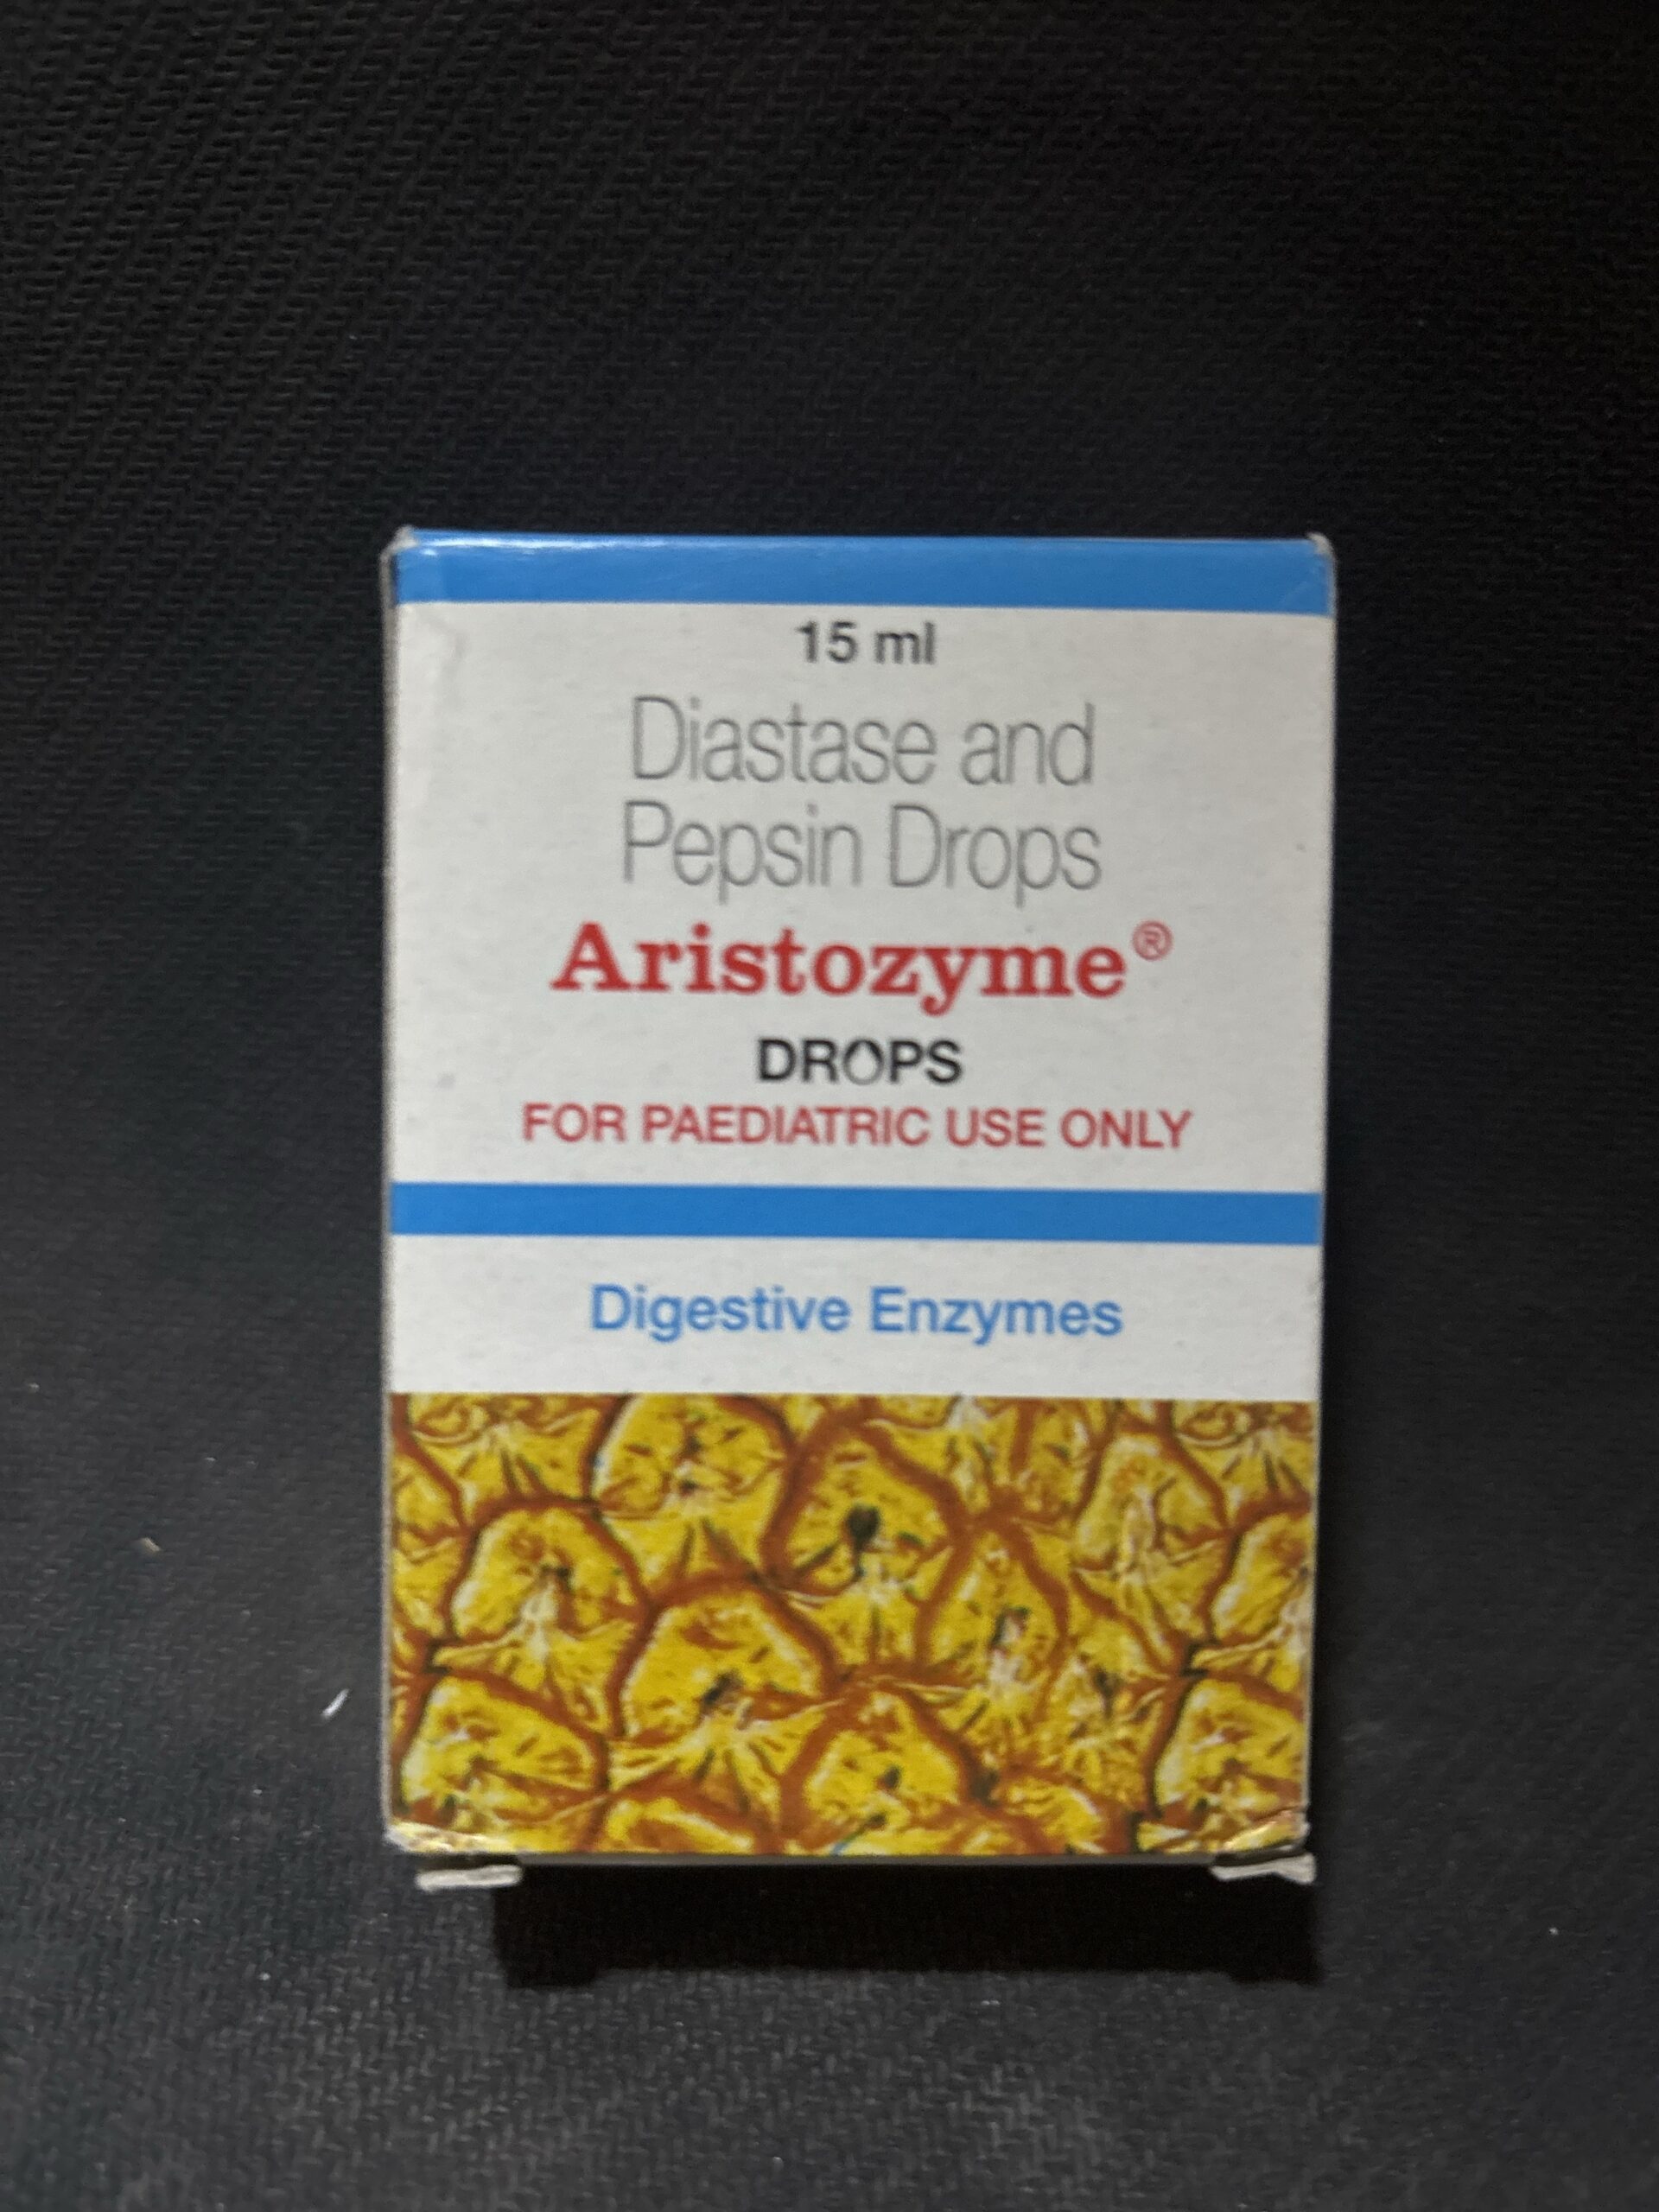 15 ml
Diastase and
Pepsin Drops
Aristozyme®
DROPS
FOR PAEDIATRIC USE ONLY
Digestive Enzymes